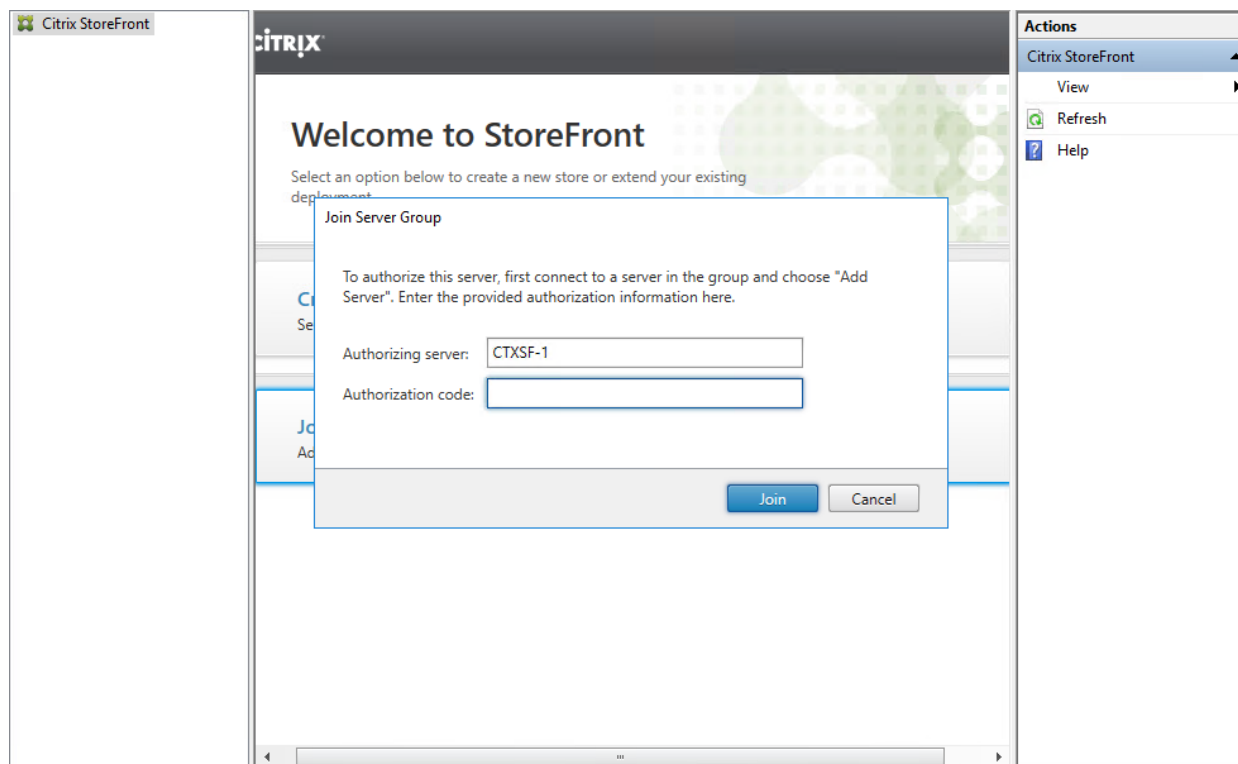 Citrix StoreFront
CITRIX
Welcome to StoreFront
Select an option below to create a new store or extend your existing
Join Server Group
To authorize this server, first connect to a server in the group and choose "Add
Server". Enter the provided authorization information here.
Authorizing server: CTXSF-1
Authorization code:
Join
Cancel
Actions
Citrix StoreFront
View
Refresh
Help